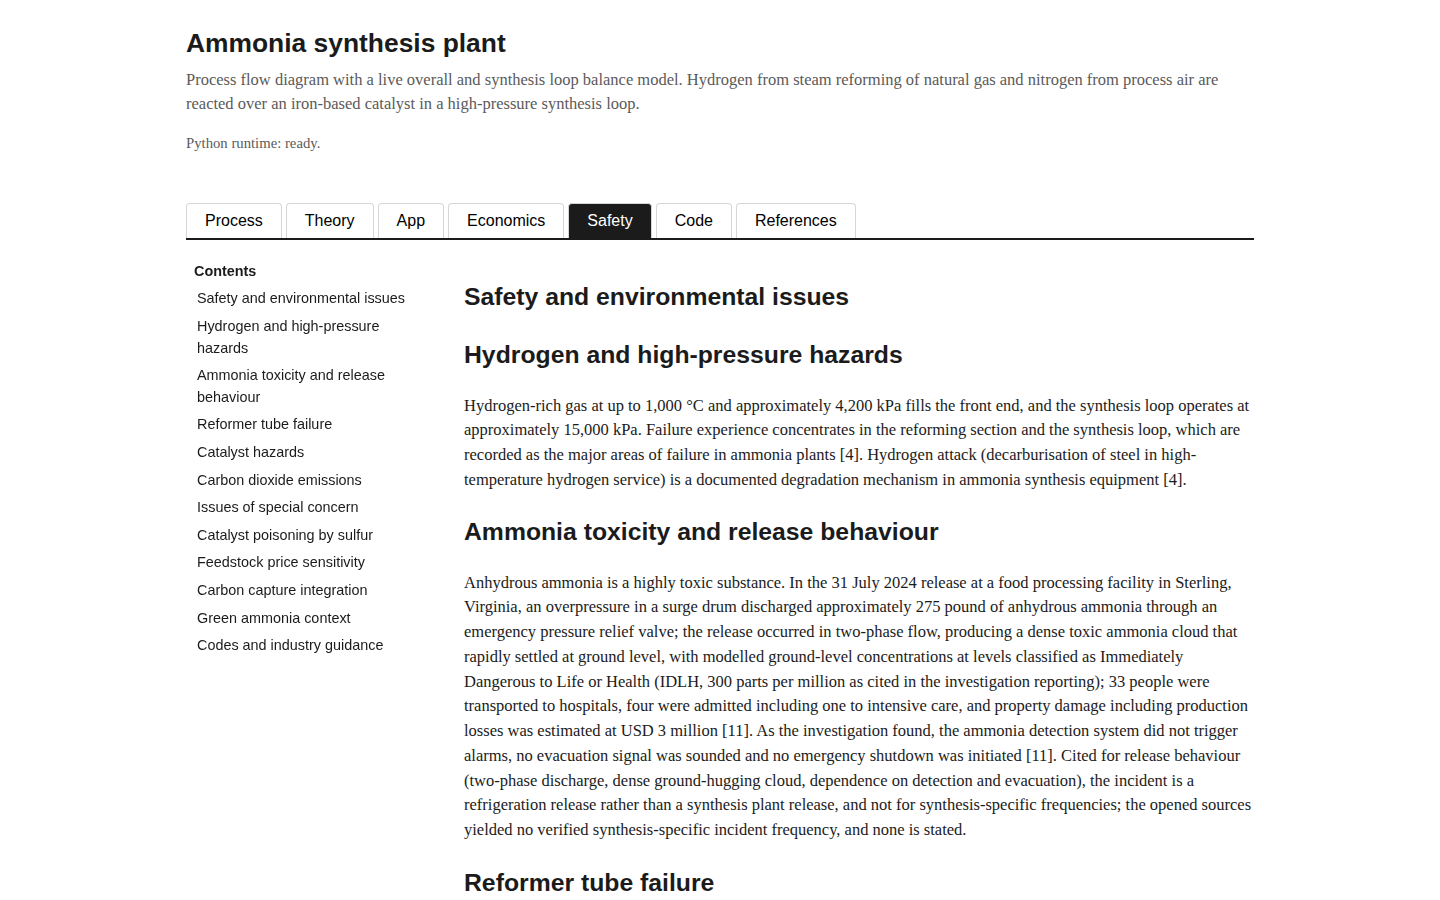 Ammonia synthesis plant
Process flow diagram with a live overall and synthesis loop balance model. Hydrogen from steam reforming of natural gas and nitrogen from process air are
reacted over an iron-based catalyst in a high-pressure synthesis loop.
Python runtime: ready.
Process
Theory
App
Economics
Safety
Code
References
Contents
Safety and environmental issues
Hydrogen and high-pressure
hazards
Ammonia toxicity and release
behaviour
Reformer tube failure
Catalyst hazards
Carbon dioxide emissions
Issues of special concern
Catalyst poisoning by sulfur
Feedstock price sensitivity
Carbon capture integration
Green ammonia context
Codes and industry guidance
Safety and environmental issues
Hydrogen and high-pressure hazards
Hydrogen-rich gas at up to 1,000 °C and approximately 4,200 kPa fills the front end, and the synthesis loop operates at
approximately 15,000 kPa. Failure experience concentrates in the reforming section and the synthesis loop, which are
recorded as the major areas of failure in ammonia plants [4]. Hydrogen attack (decarburisation of steel in high-
temperature hydrogen service) is a documented degradation mechanism in ammonia synthesis equipment [4].
Ammonia toxicity and release behaviour
Anhydrous ammonia is a highly toxic substance. In the 31 July 2024 release at a food processing facility in Sterling,
Virginia, an overpressure in a surge drum discharged approximately 275 pound of anhydrous ammonia through an
emergency pressure relief valve; the release occurred in two-phase flow, producing a dense toxic ammonia cloud that
rapidly settled at ground level, with modelled ground-level concentrations at levels classified as Immediately
Dangerous to Life or Health (IDLH, 300 parts per million as cited in the investigation reporting); 33 people were
transported to hospitals, four were admitted including one to intensive care, and property damage including production
losses was estimated at USD 3 million [11]. As the investigation found, the ammonia detection system did not trigger
alarms, no evacuation signal was sounded and no emergency shutdown was initiated [11]. Cited for release behaviour
(two-phase discharge, dense ground-hugging cloud, dependence on detection and evacuation), the incident is a
refrigeration release rather than a synthesis plant release, and not for synthesis-specific frequencies; the opened sources
yielded no verified synthesis-specific incident frequency, and none is stated.
Reformer tube failure